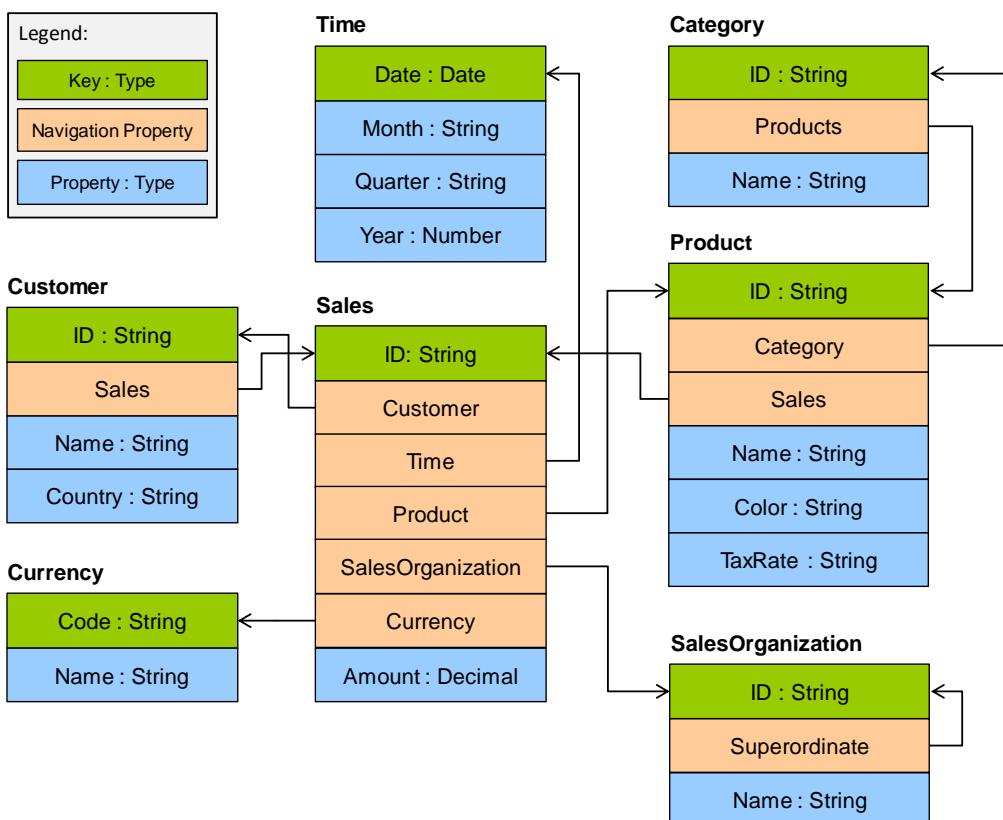 Legend:
Key : Type
Navigation Property
Property : Type
Time
Date : Date
Month : String
Quarter : String
Year : Number
Category
ID : String
Products
Name : String
Customer
ID : String
Sales
Name : String
Country : String
Sales
ID: String
Customer
Time
Product
SalesOrganization
Currency
Amount : Decimal
Product
ID : String
Category
Sales
Name : String
Color : String
TaxRate : String
Currency
Code : String
Name : String
SalesOrganization
ID : String
Superordinate
Name : String